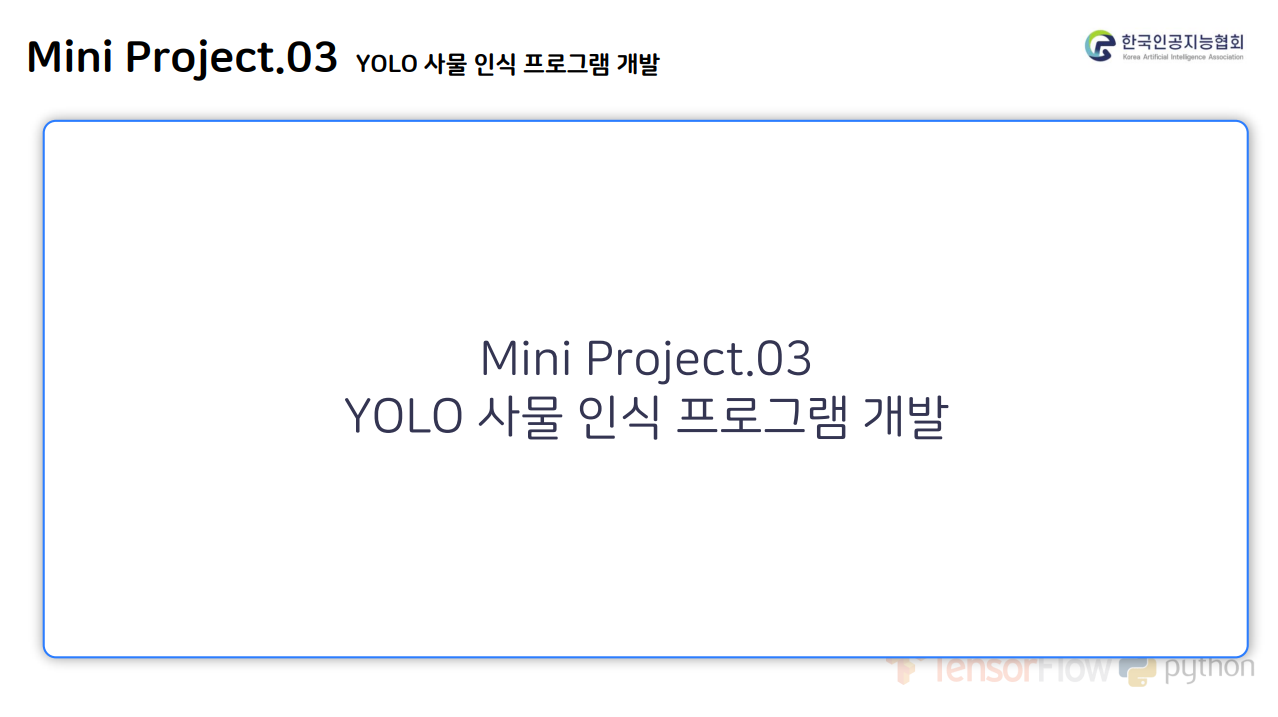 Mini Project.03 YOLO 사물 인식 프로그램 개발
한국인공지능협회
Korea Artificial Intelligence Association
Mini Project.03
YOLO 사물 인식 프로그램 개발
TensorFlow python